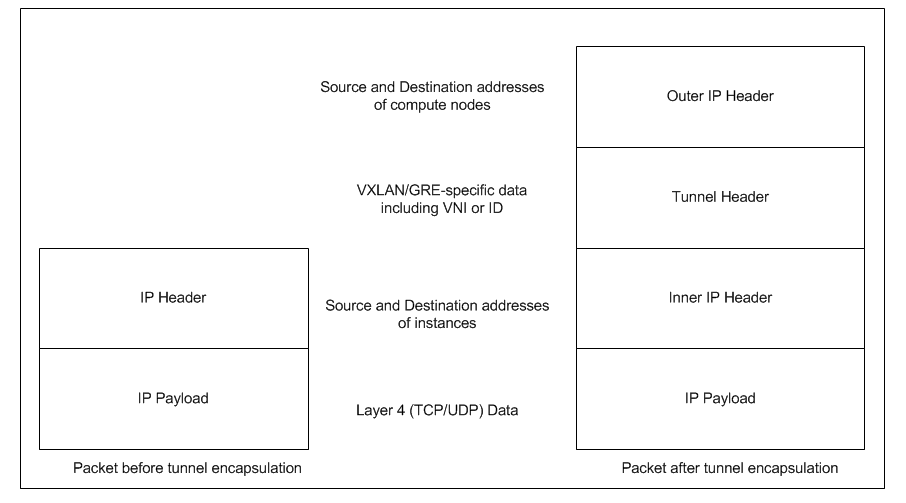 Source and Destination addresses
of compute nodes
Outer IP Header
VXLAN/GRE-specific data
including VNI or ID
Tunnel Header
IP Header
Source and Destination addresses
of instances
Inner IP Header
IP Payload
Layer 4 (TCP/UDP) Data
IP Payload
Packet before tunnel encapsulation
Packet after tunnel encapsulation